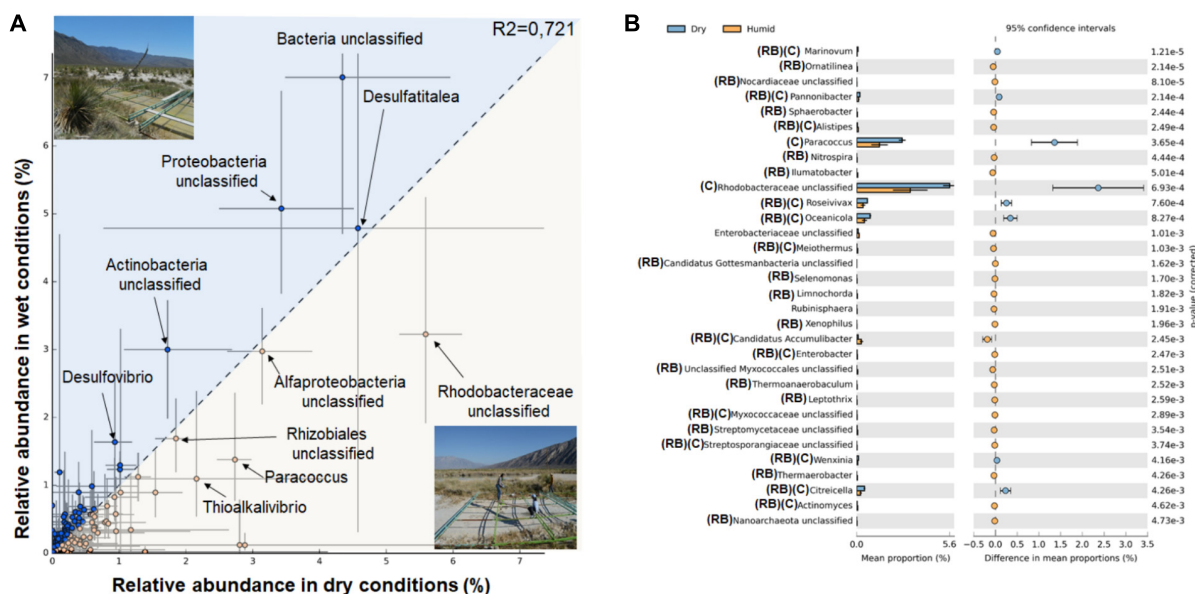 A
R2=0,721
Bacteria unclassified
Desulfatitalea
Proteobacteria
unclassified
Actinobacteria
unclassified
Desulfovibrio
Alfaproteobacteria
unclassified
Rhodobacteraceae
unclassified
Rhizobiales
unclassified
Paracoccus
Thioalkalivibrio
Relative abundance in wet conditions (%)
7
6
5
4
3
2
1
0
0 1 2 3 4 5 6 7
Relative abundance in dry conditions (%)
B
Dry Humid 95% confidence intervals
(RB)(C) Marinovum 1.21e-5
(RB)Ornatilinea 2.14e-5
(RB)Nocardiaceae unclassified 8.10e-5
(RB)(C) Pannonibacter 2.14e-4
(RB) Sphaerobacter 2.44e-4
(RB)(C)Alistipes 2.49e-4
(C)Paracoccus 3.65e-4
(RB) Nitrospira 4.44e-4
(RB) Ilumatobacter 5.01e-4
(C)Rhodobacteraceae unclassified 6.93e-4
(RB)(C) Roseivivax 7.60e-4
(RB)(C) Oceanicola 8.27e-4
Enterobacteriaceae unclassified 1.01e-3
(RB)(C)Meiothermus 1.03e-3
(RB)Candidatus Gottesmanbacteria unclassified 1.62e-3
(RB)Selenomonas 1.70e-3
(RB) Limnochorda 1.82e-3
Rubinisphaera 1.91e-3
(RB) Xenophilus 1.96e-3
(RB)(C)Candidatus Accumulibacter 2.45e-3
(RB)(C)Enterobacter 2.47e-3
(RB) Unclassified Myxococcales unclassified 2.51e-3
(RB)Thermoanaerobaculum 2.52e-3
(RB)Leptothrix 2.59e-3
(RB)(C)Myxococcaceae unclassified 2.89e-3
(RB)Streptomycetaceae unclassified 3.54e-3
(RB)(C)Streptosporangiaceae unclassified 3.74e-3
(RB)(C)Wenxinia 4.16e-3
(RB)Thermaerobacter 4.26e-3
(RB)(C) Citreicella 4.26e-3
(RB)(C)Actinomyces 4.62e-3
(RB)Nanoarchaeota unclassified 4.73e-3
p-value (corrected)
0.0 5.6
Mean proportion (%)
−0.5 0.0 0.5 1.0 1.5 2.0 2.5 3.0 3.5
Difference in mean proportions (%)